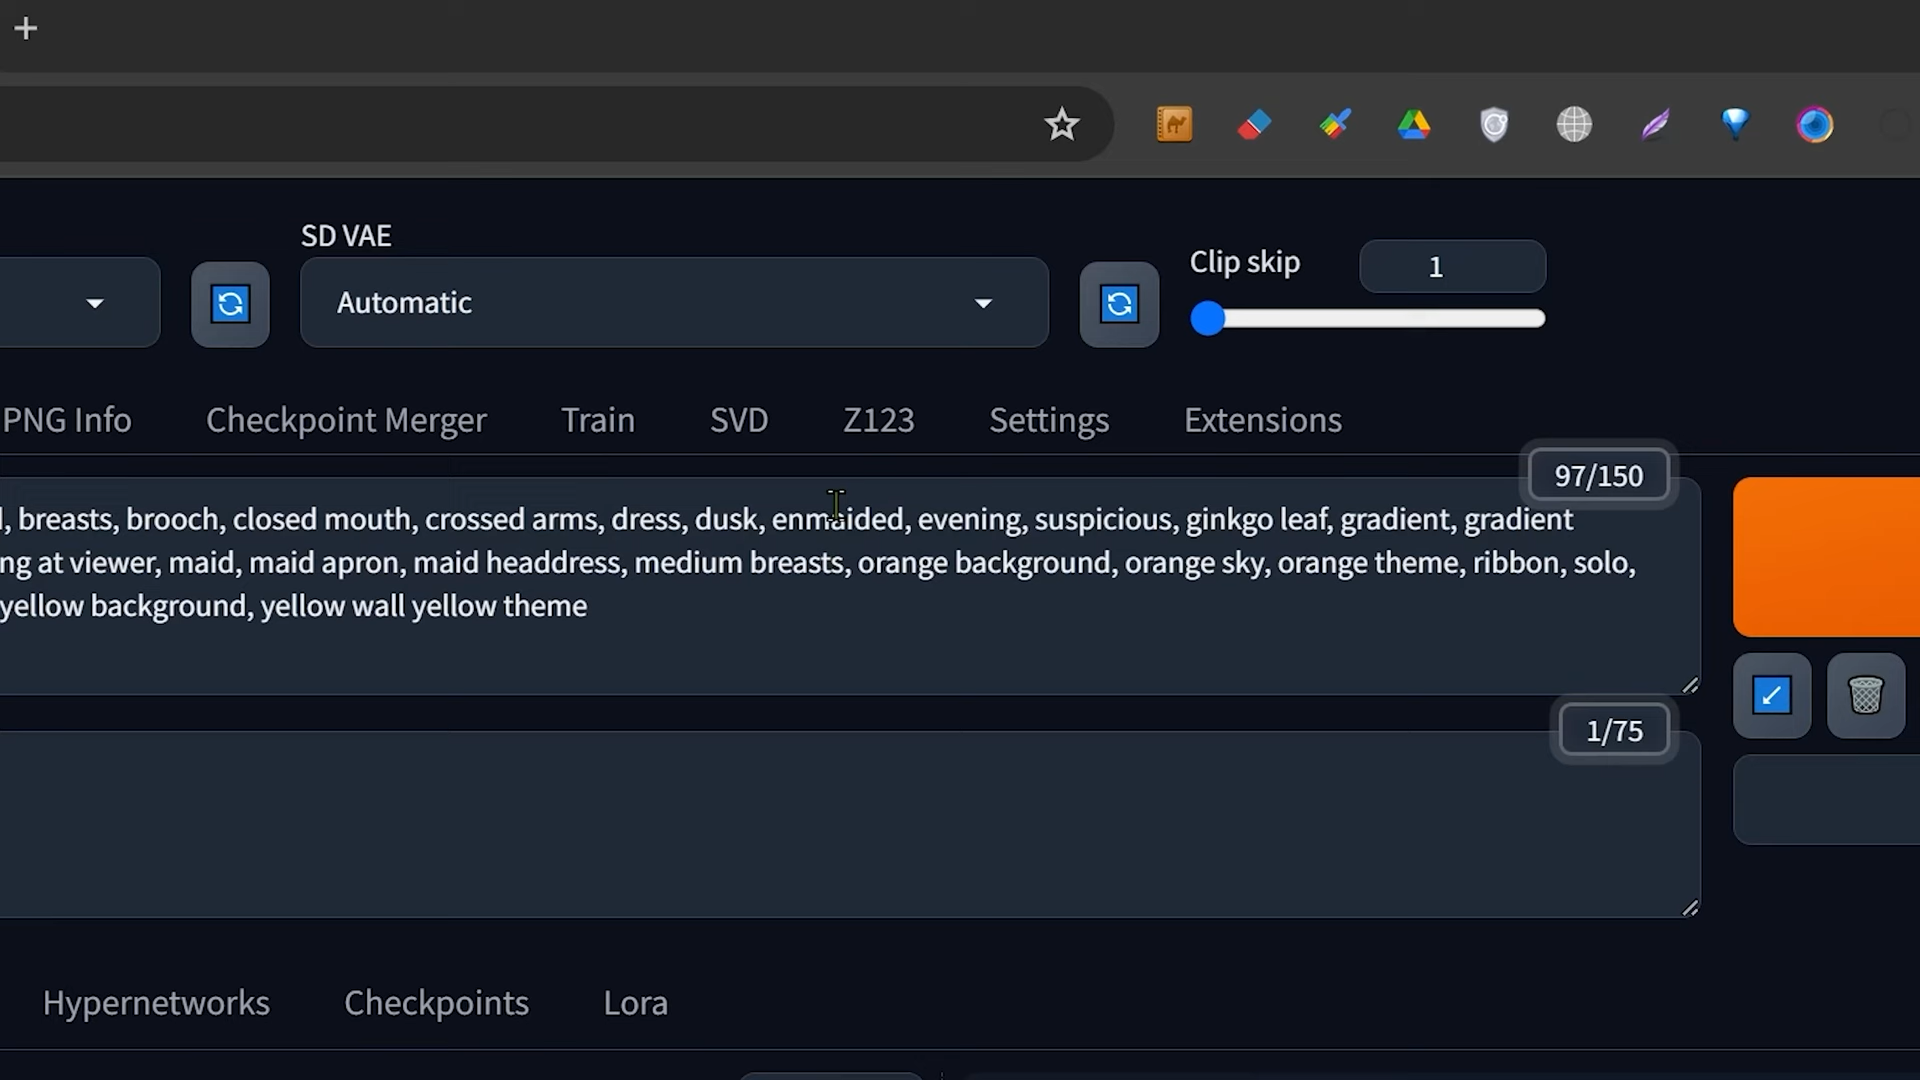 SD VAE
Automatic
Clip skip
1
PNG Info
Checkpoint Merger
Train
SVD
Z123
Settings
Extensions
97/150
breasts, brooch, closed mouth, crossed arms, dress, dusk, enmaided, evening, suspicious, ginkgo leaf, gradient, gradient
ng at viewer, maid, maid apron, maid headdress, medium breasts, orange background, orange sky, orange theme, ribbon, solo,
yellow background, yellow wall yellow theme
1/75
Hypernetworks
Checkpoints
Lora